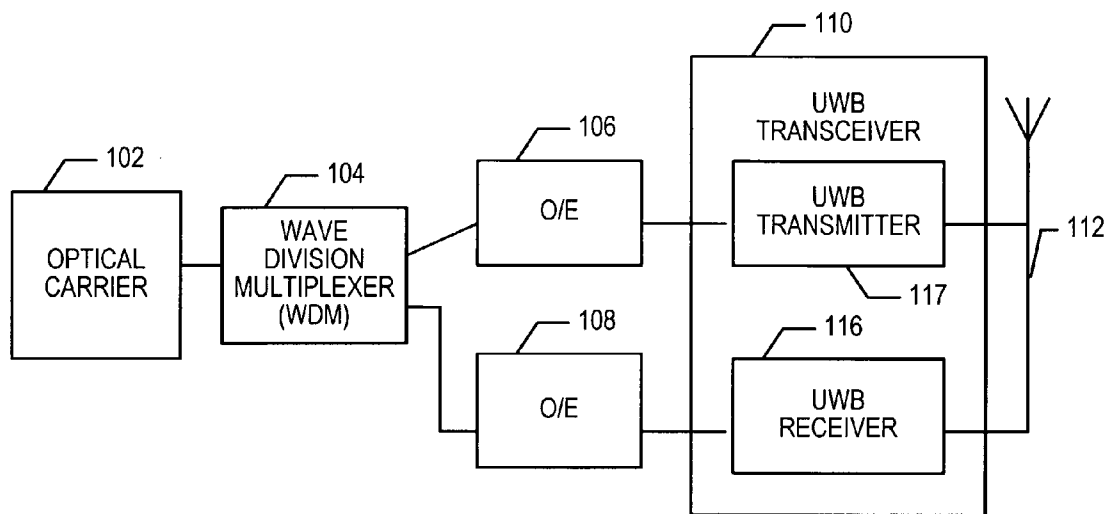 110
UWB
TRANSCEIVER
106
102
104
O/E
UWB
TRANSMITTER
112
WAVE
DIVISION
MULTIPLEXER
(WDM)
OPTICAL
CARRIER
117
108
116
O/E
UWB
RECEIVER